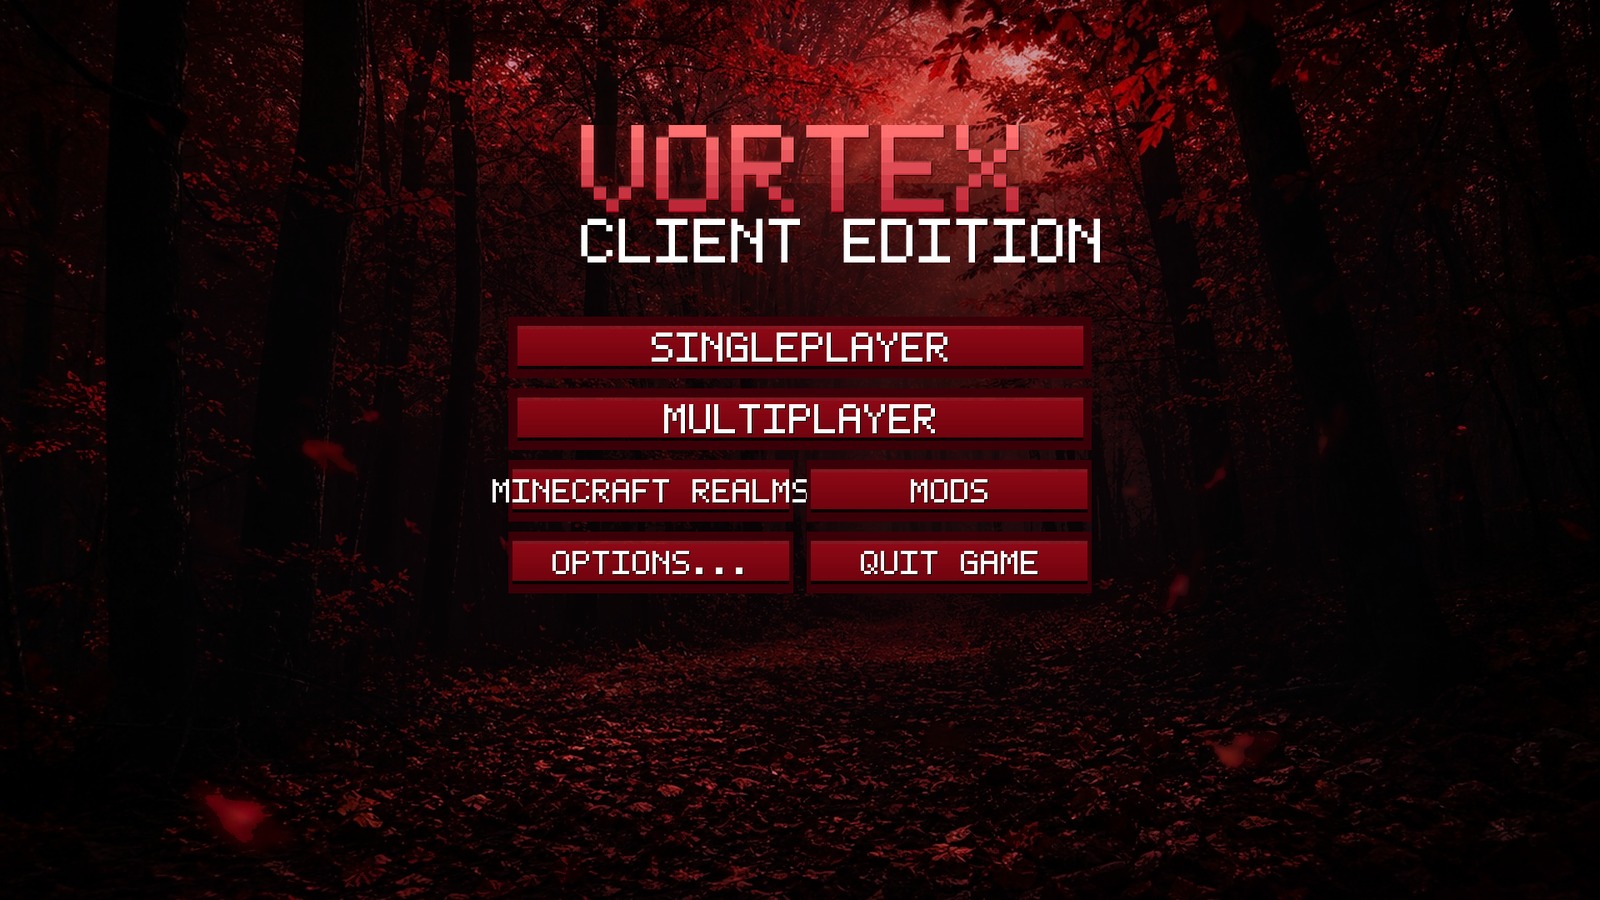 VORTEX
CLIENT EDITION
SINGLEPLAYER
MULTIPLAYER
MINECRAFT REALMS
MODS
OPTIONS...
QUIT GAME